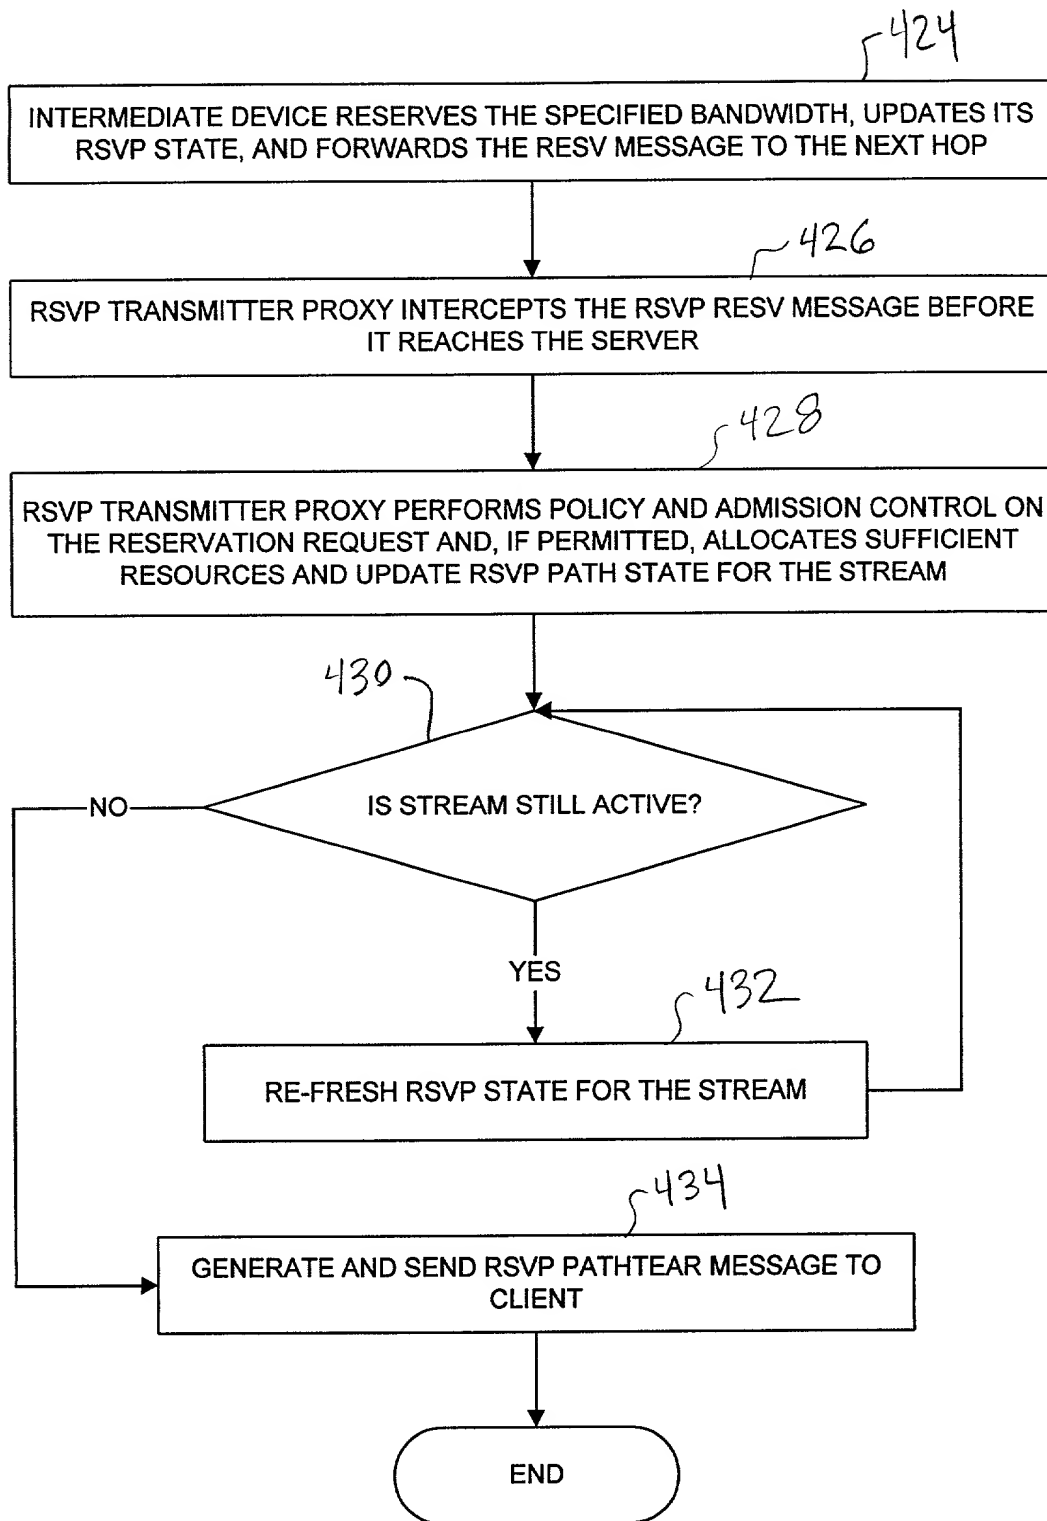 424
INTERMEDIATE DEVICE RESERVES THE SPECIFIED BANDWIDTH, UPDATES ITS
RSVP STATE, AND FORWARDS THE RESV MESSAGE TO THE NEXT HOP
426
RSVP TRANSMITTER PROXY INTERCEPTS THE RSVP RESV MESSAGE BEFORE
IT REACHES THE SERVER
428
RSVP TRANSMITTER PROXY PERFORMS POLICY AND ADMISSION CONTROL ON
THE RESERVATION REQUEST AND, IF PERMITTED, ALLOCATES SUFFICIENT
RESOURCES AND UPDATE RSVP PATH STATE FOR THE STREAM
430
IS STREAM STILL ACTIVE?
NO
YES
432
RE-FRESH RSVP STATE FOR THE STREAM
434
GENERATE AND SEND RSVP PATHTEAR MESSAGE TO
CLIENT
END